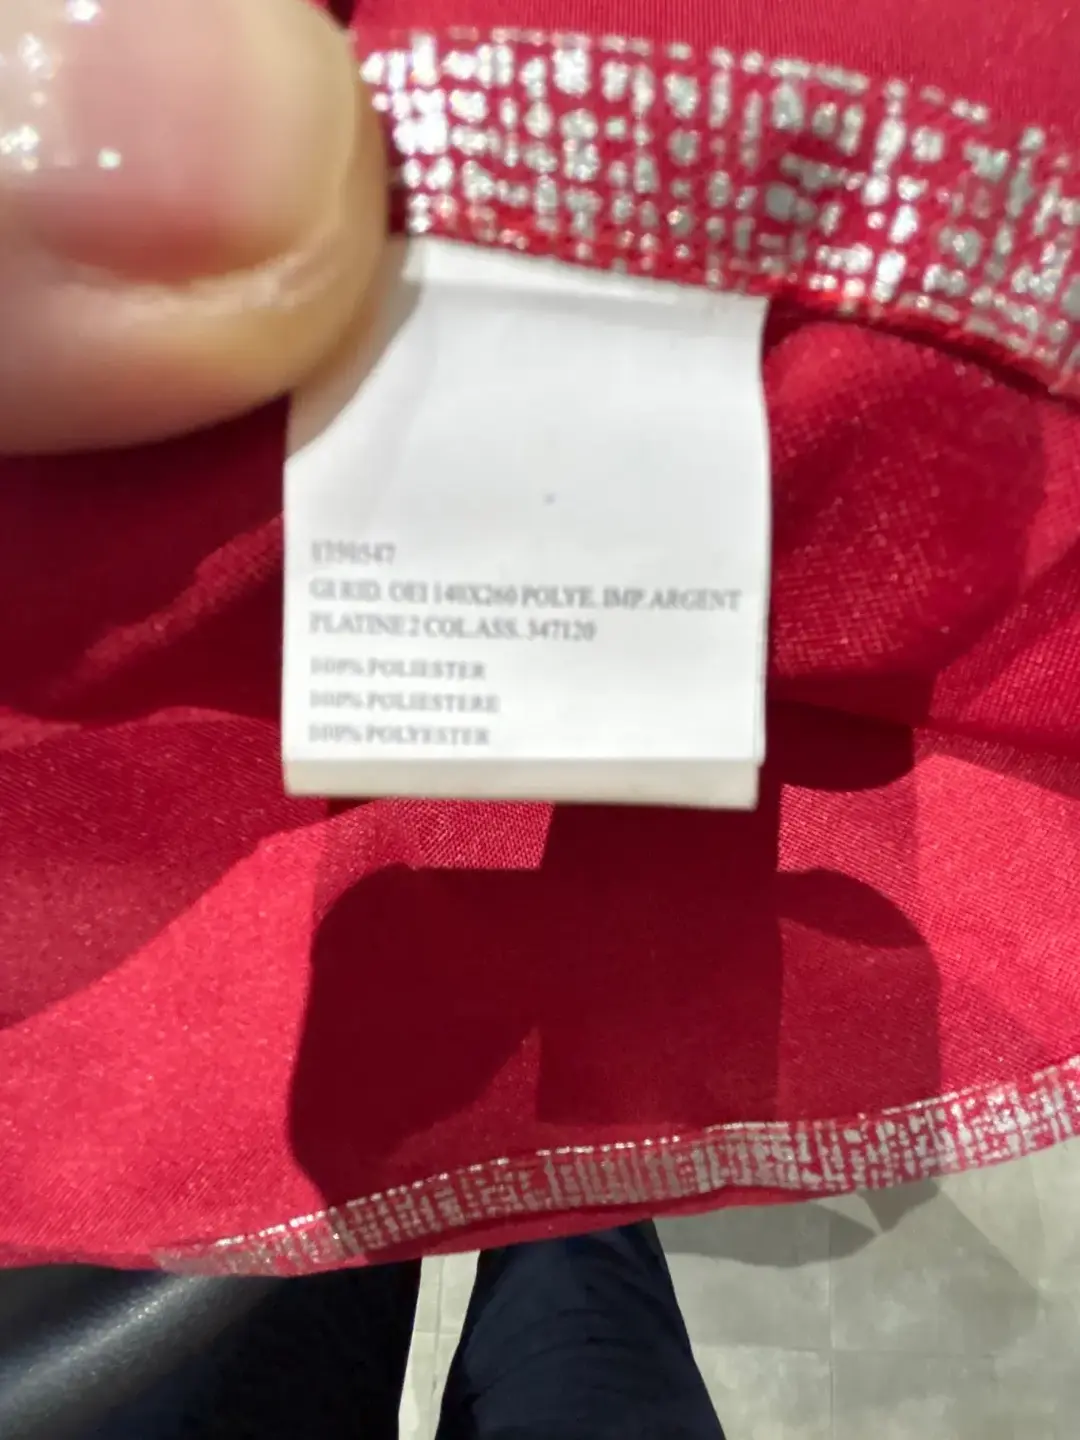 GI RID. OEI 140X260 POLYE. IMP. ARGENT
PLATINE 2 COL. ASS. 347120
100% POLIESTER
100% POLIESTERE
100% POLYESTER